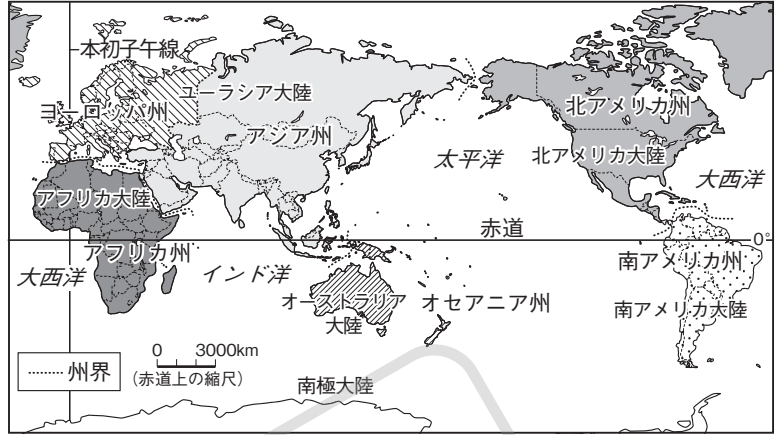 本初子午線
ユーラシア大陸
ヨーロッパ州
アジア州
北アメリカ州
太平洋
北アメリカ大陸
大西洋
アフリカ大陸
赤道
0°
アフリカ州
南アメリカ州
大西洋
インド洋
オーストラリア
大陸
オセアニア州
南アメリカ大陸
0 3000km
(赤道上の縮尺)
州界
南極大陸